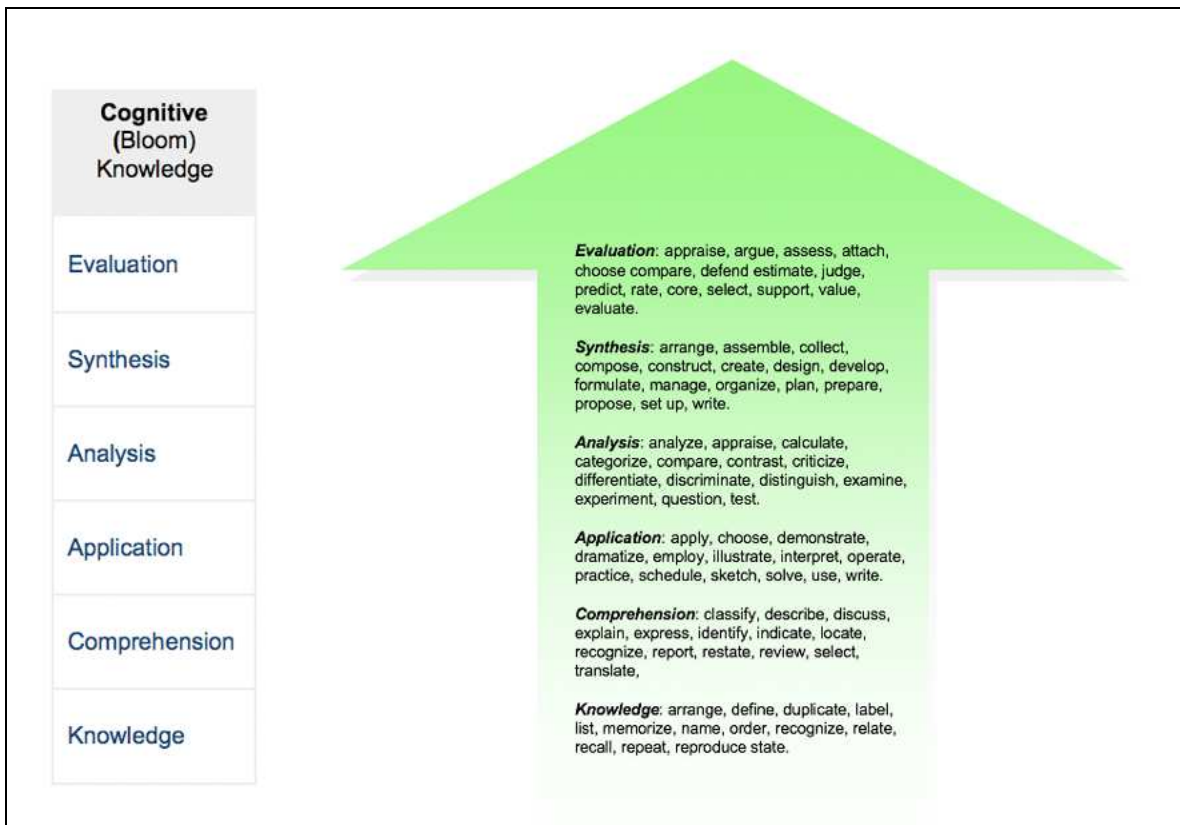 Cognitive
(Bloom)
Knowledge
Evaluation
Synthesis
Analysis
Application
Comprehension
Knowledge
Evaluation: appraise, argue, assess, attach,
choose compare, defend estimate, judge,
predict, rate, core, select, support, value,
evaluate.
Synthesis: arrange, assemble, collect,
compose, construct, create, design, develop,
formulate, manage, organize, plan, prepare,
propose, set up, write.
Analysis: analyze, appraise, calculate,
categorize, compare, contrast, criticize,
differentiate, discriminate, distinguish, examine,
experiment, question, test.
Application: apply, choose, demonstrate,
dramatize, employ, illustrate, interpret, operate,
practice, schedule, sketch, solve, use, write.
Comprehension: classify, describe, discuss,
explain, express, identify, indicate, locate,
recognize, report, restate, review, select,
translate,
Knowledge: arrange, define, duplicate, label,
list, memorize, name, order, recognize, relate,
recall, repeat, reproduce state.